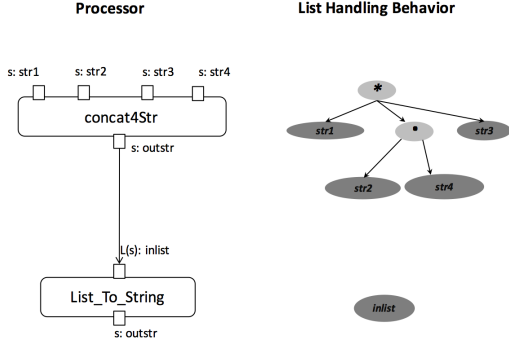 Processor
List Handling Behavior
s: str1 s: str2 s: str3 s: str4
concat4Str
s: outstr
L(s): inlist
List_To_String
s: outstr
*
str1 . str3
str2 str4
inlist